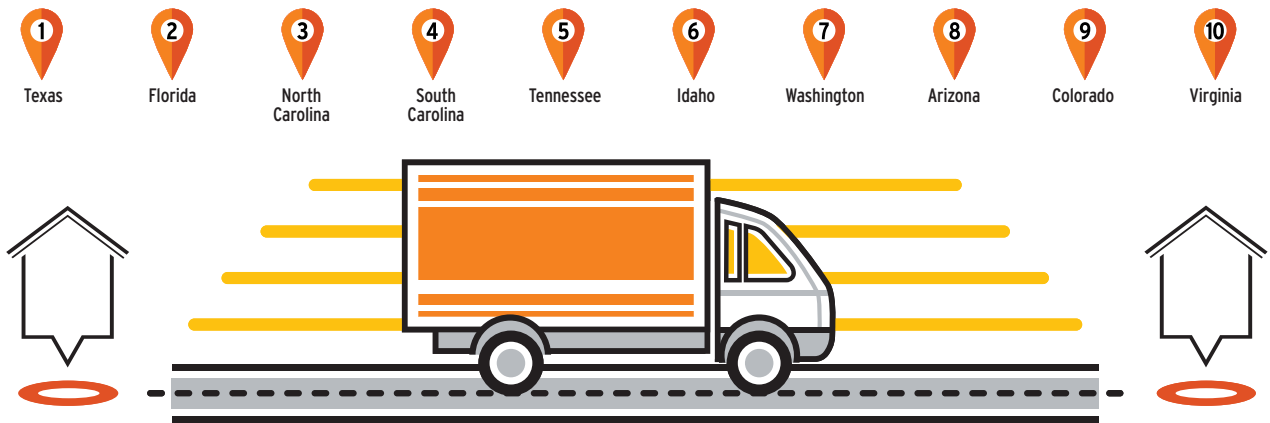 1
Texas
2
Florida
3
North
Carolina
4
South
Carolina
5
Tennessee
6
Idaho
7
Washington
8
Arizona
9
Colorado
10
Virginia